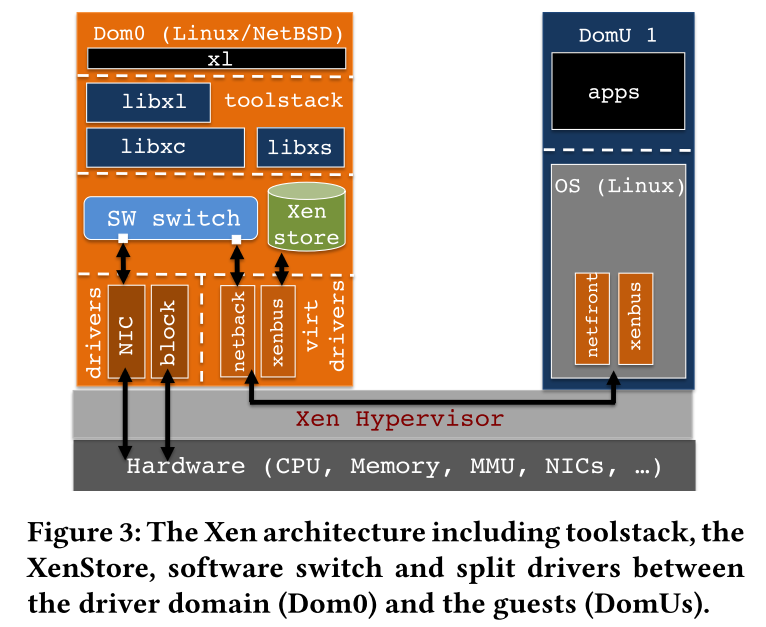 Dom0 (Linux/NetBSD)
xl
libxl
toolstack
libxc
libxs
SW switch
Xen
store
drivers
NIC
block
netback
xenbus
virt
drivers
DomU 1
apps
OS (Linux)
netfront
xenbus
Xen Hypervisor
Hardware (CPU, Memory, MMU, NICs, …)
Figure 3: The Xen architecture including toolstack, the
XenStore, software switch and split drivers between
the driver domain (Dom0) and the guests (DomUs).